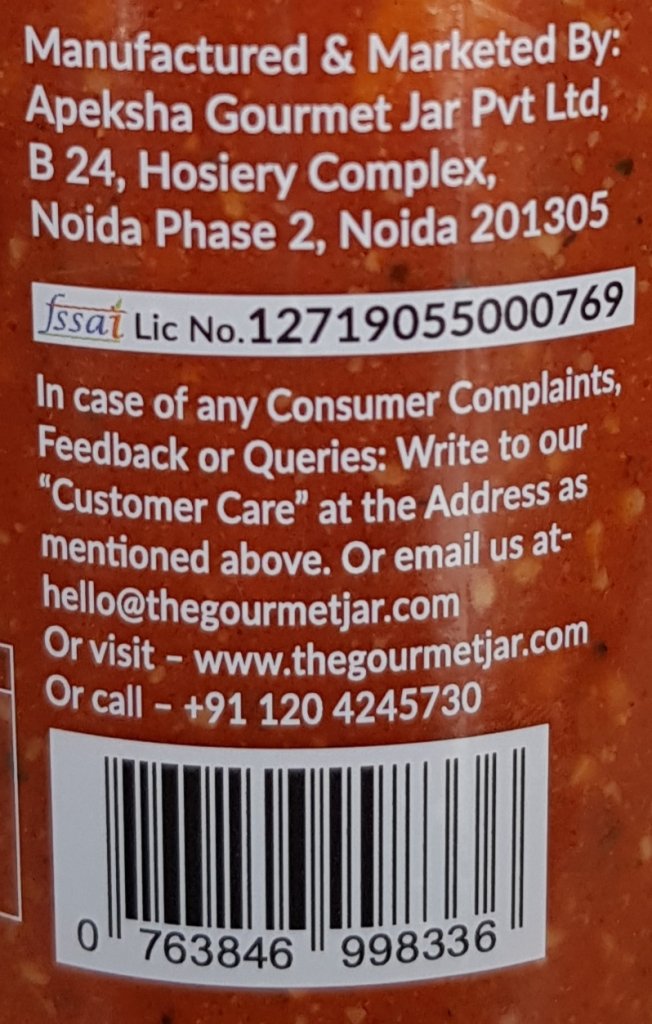 Manufactured & Marketed By:
Apeksha Gourmet Jar Pvt Ltd,
B 24, Hosiery Complex,
Noida Phase 2, Noida 201305
fssai Lic No.12719055000769
In case of any Consumer Complaints,
Feedback or Queries: Write to our
“Customer Care” at the Address as
mentioned above. Or email us at-
hello@thegourmetjar.com
Or visit – www.thegourmetjar.com
Or call – +91 120 4245730
0 763846 998336